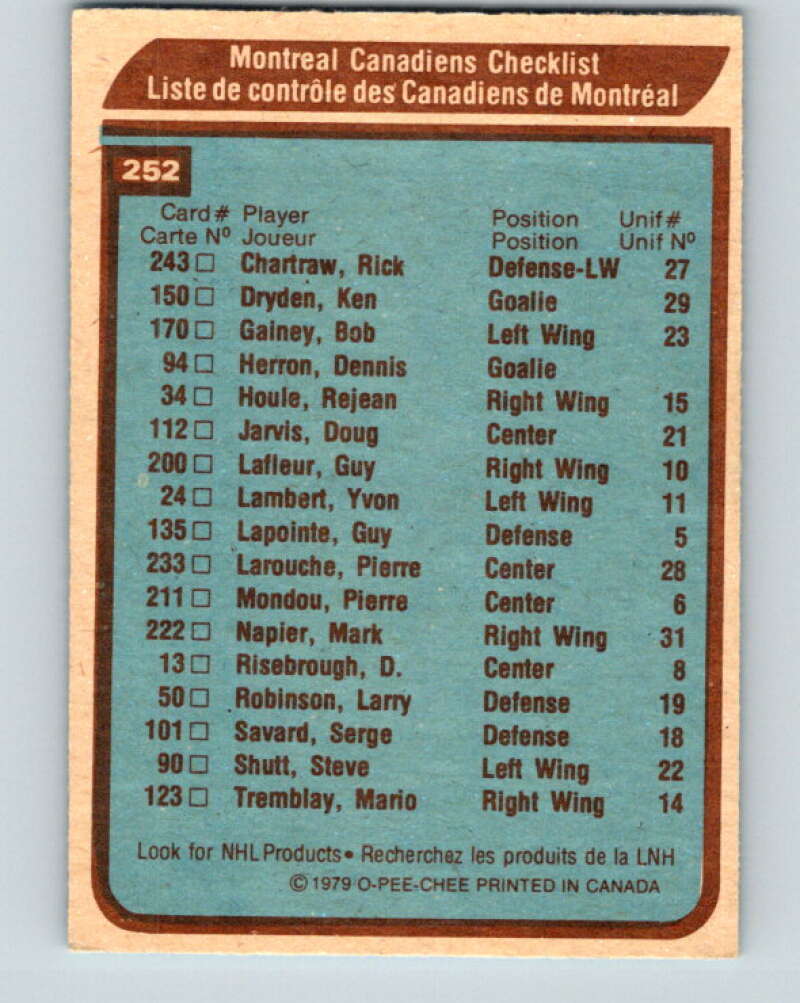 Montreal Canadiens Checklist
Liste de contrôle des Canadiens de Montréal
252
Card # Player Position Unif #
Carte Nº Joueur Position Unif Nº
243 □ Chartraw, Rick Defense-LW 27
150 □ Dryden, Ken Goalie 29
170 □ Gainey, Bob Left Wing 23
94 □ Herron, Dennis Goalie
34 □ Houle, Rejean Right Wing 15
112 □ Jarvis, Doug Center 21
200 □ Lafleur, Guy Right Wing 10
24 □ Lambert, Yvon Left Wing 11
135 □ Lapointe, Guy Defense 5
233 □ Larouche, Pierre Center 28
211 □ Mondou, Pierre Center 6
222 □ Napier, Mark Right Wing 31
13 □ Risebrough, D. Center 8
50 □ Robinson, Larry Defense 19
101 □ Savard, Serge Defense 18
90 □ Shutt, Steve Left Wing 22
123 □ Tremblay, Mario Right Wing 14
Look for NHL Products • Recherchez les produits de la LNH
© 1979 O-PEE-CHEE PRINTED IN CANADA